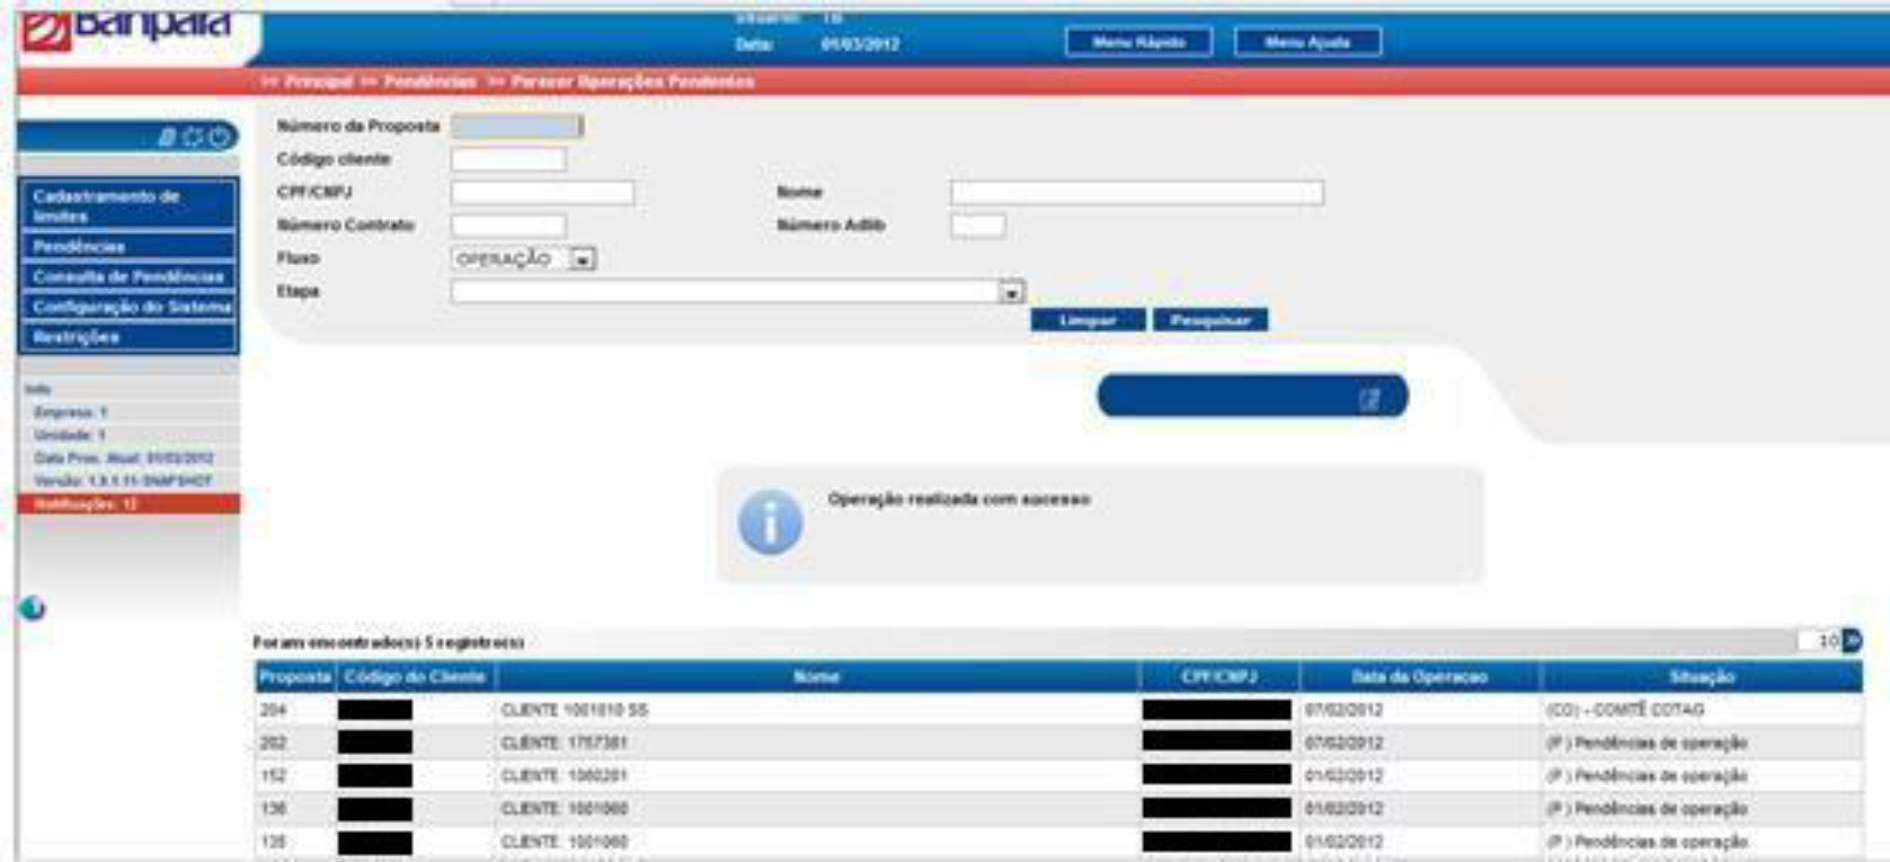 Banpará
Usuário: 16
Data: 01/03/2012
Menu Rápido
Menu Ajuda
>> Principal >> Pendências >> Parecer Operações Pendentes
Número da Proposta
Código cliente
CPF/CNPJ
Nome
Número Contrato
Número Adlib
Fluxo
OPERAÇÃO
Etapa
Limpar
Pesquisar
Cadastramento de
limites
Pendências
Consulta de Pendências
Configuração do Sistema
Restrições
Info
Empresa: 1
Unidade: 1
Data Proc. Atual: 01/03/2012
Versão: 1.9.1.11-SNAPSHOT
Notificações: 12
Operação realizada com sucesso
Foram encontrado(s) 5 registro(s)
10
Proposta Código do Cliente Nome CPF/CNPJ Data da Operacao Situação
204 CLIENTE 1001010 SS 07/02/2012 (CO) - COMITÊ COTAG
202 CLIENTE: 1757381 07/02/2012 (P ) Pendências de operação
152 CLIENTE: 1060201 01/02/2012 (P ) Pendências de operação
136 CLIENTE: 1001060 01/02/2012 (P ) Pendências de operação
135 CLIENTE: 1001060 01/02/2012 (P ) Pendências de operação